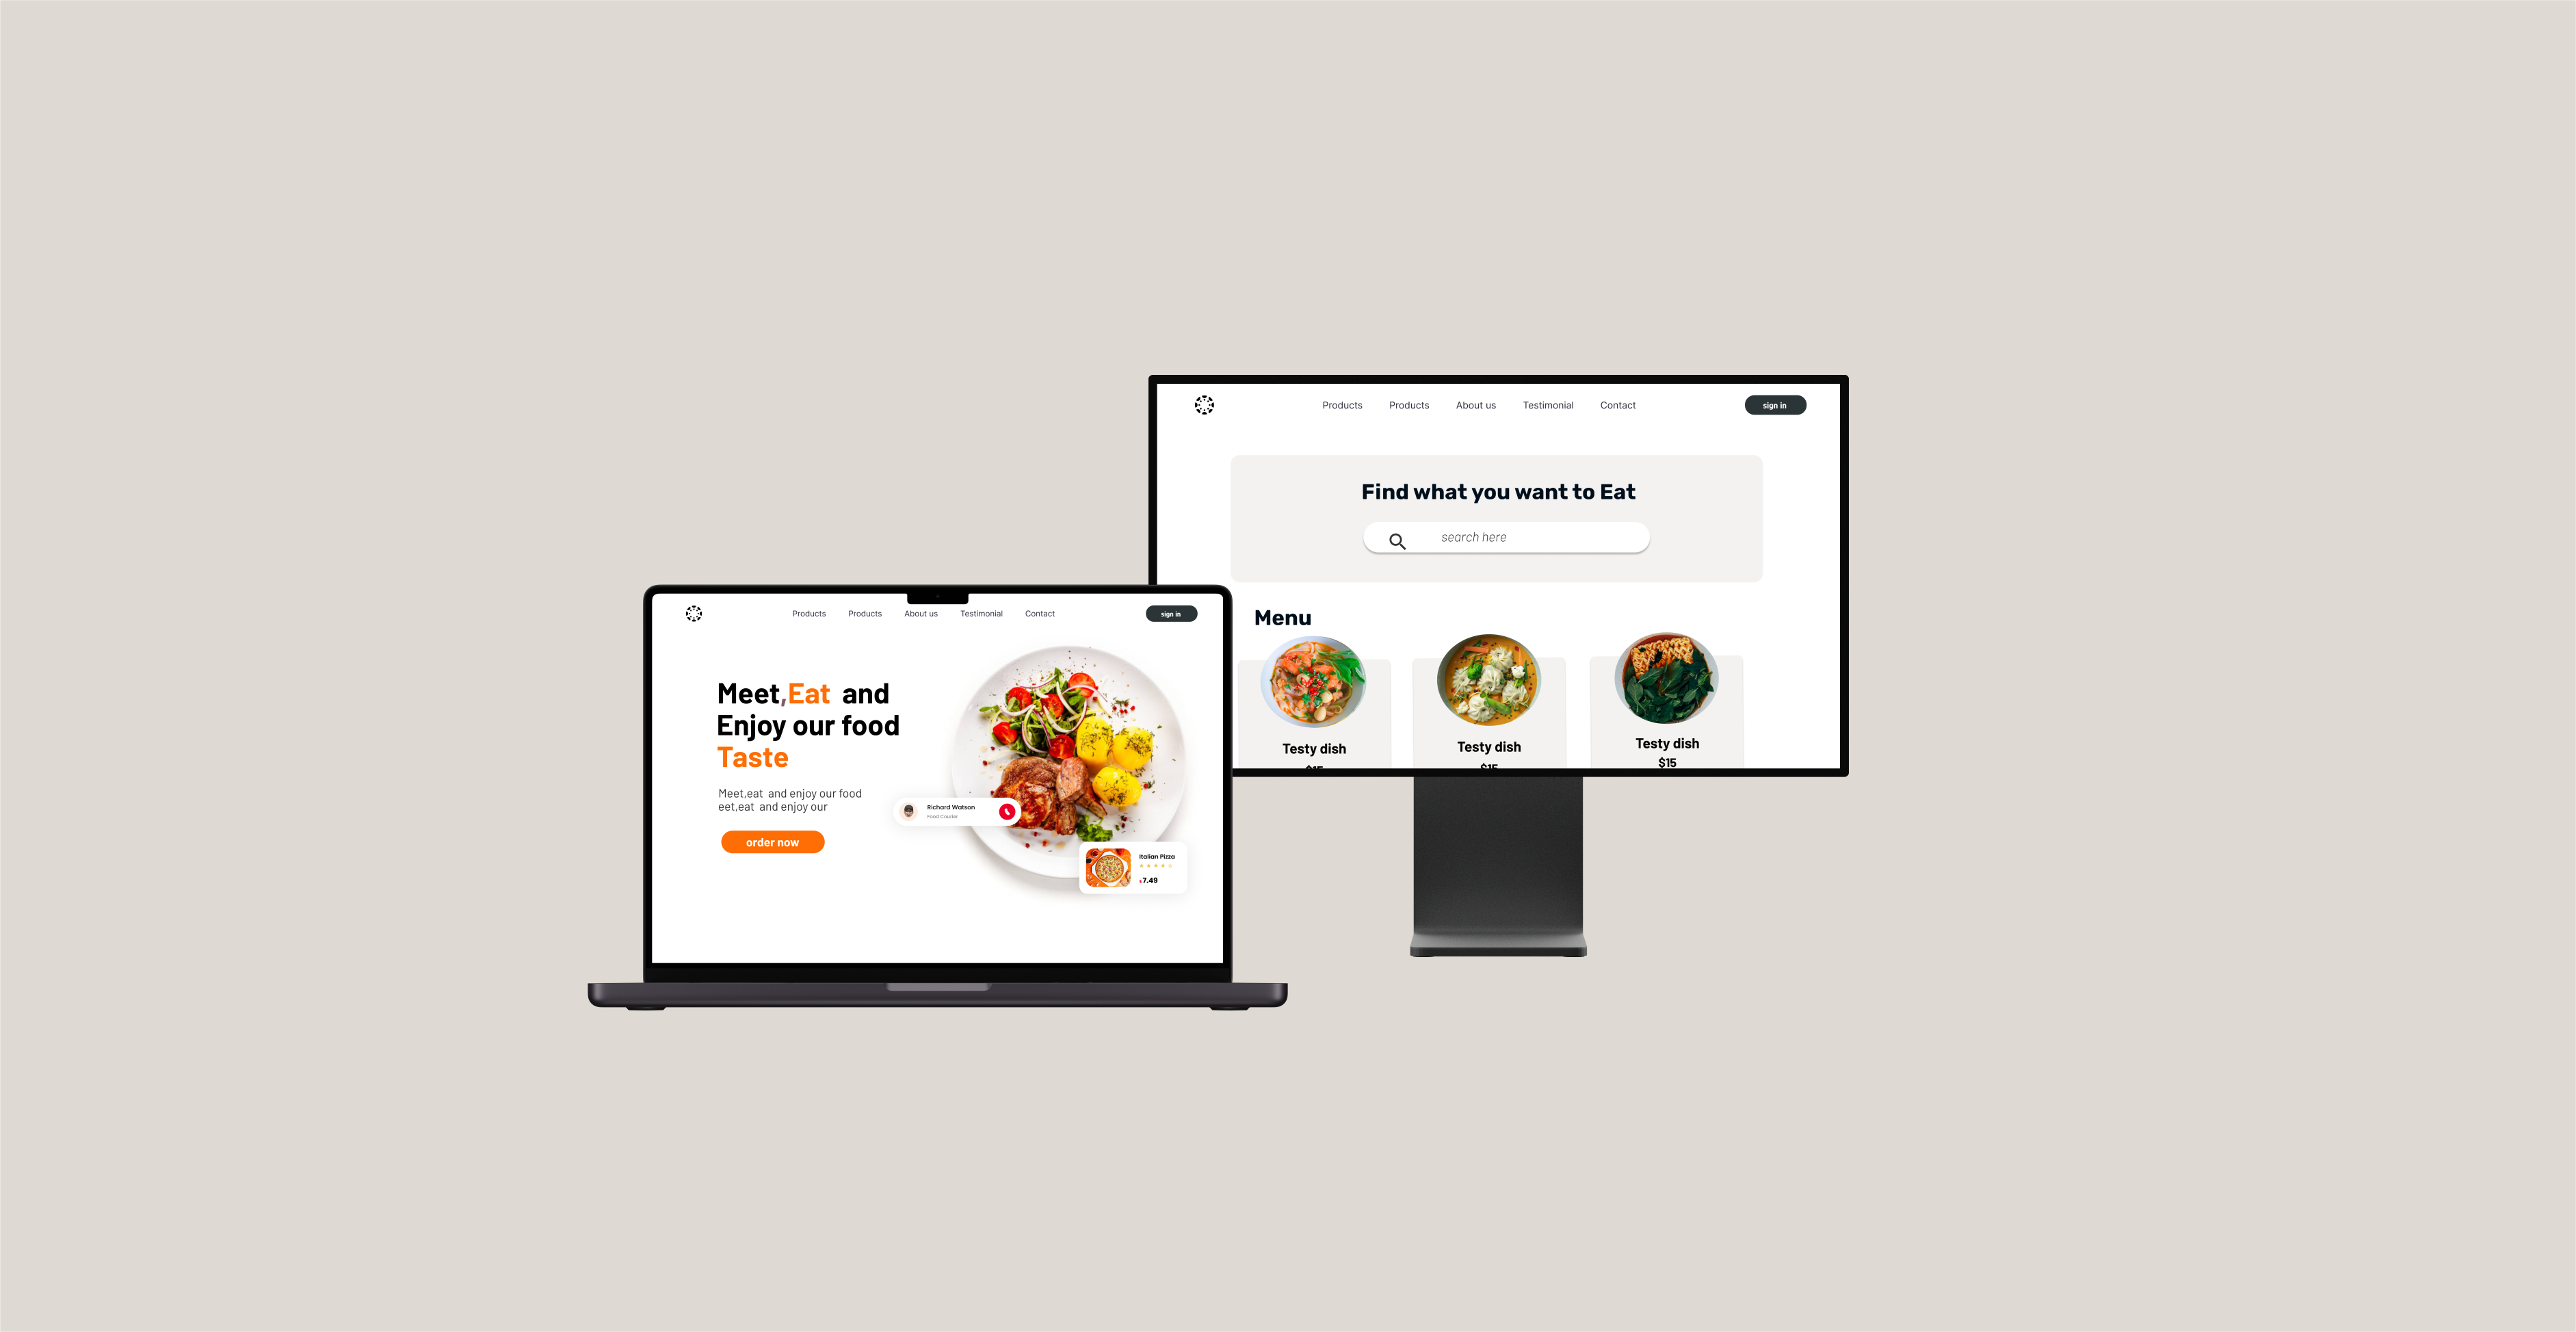 Products Products About us Testimonial Contact sign in
Meet,Eat and
Enjoy our food
Taste
Meet,eat and enjoy our food
eet,eat and enjoy our
order now
Richard Watson
Food Courier
Italian Pizza
$7.49
Products Products About us Testimonial Contact sign in
Find what you want to Eat
search here
Menu
Testy dish
$15
Testy dish
$15
Testy dish
$15